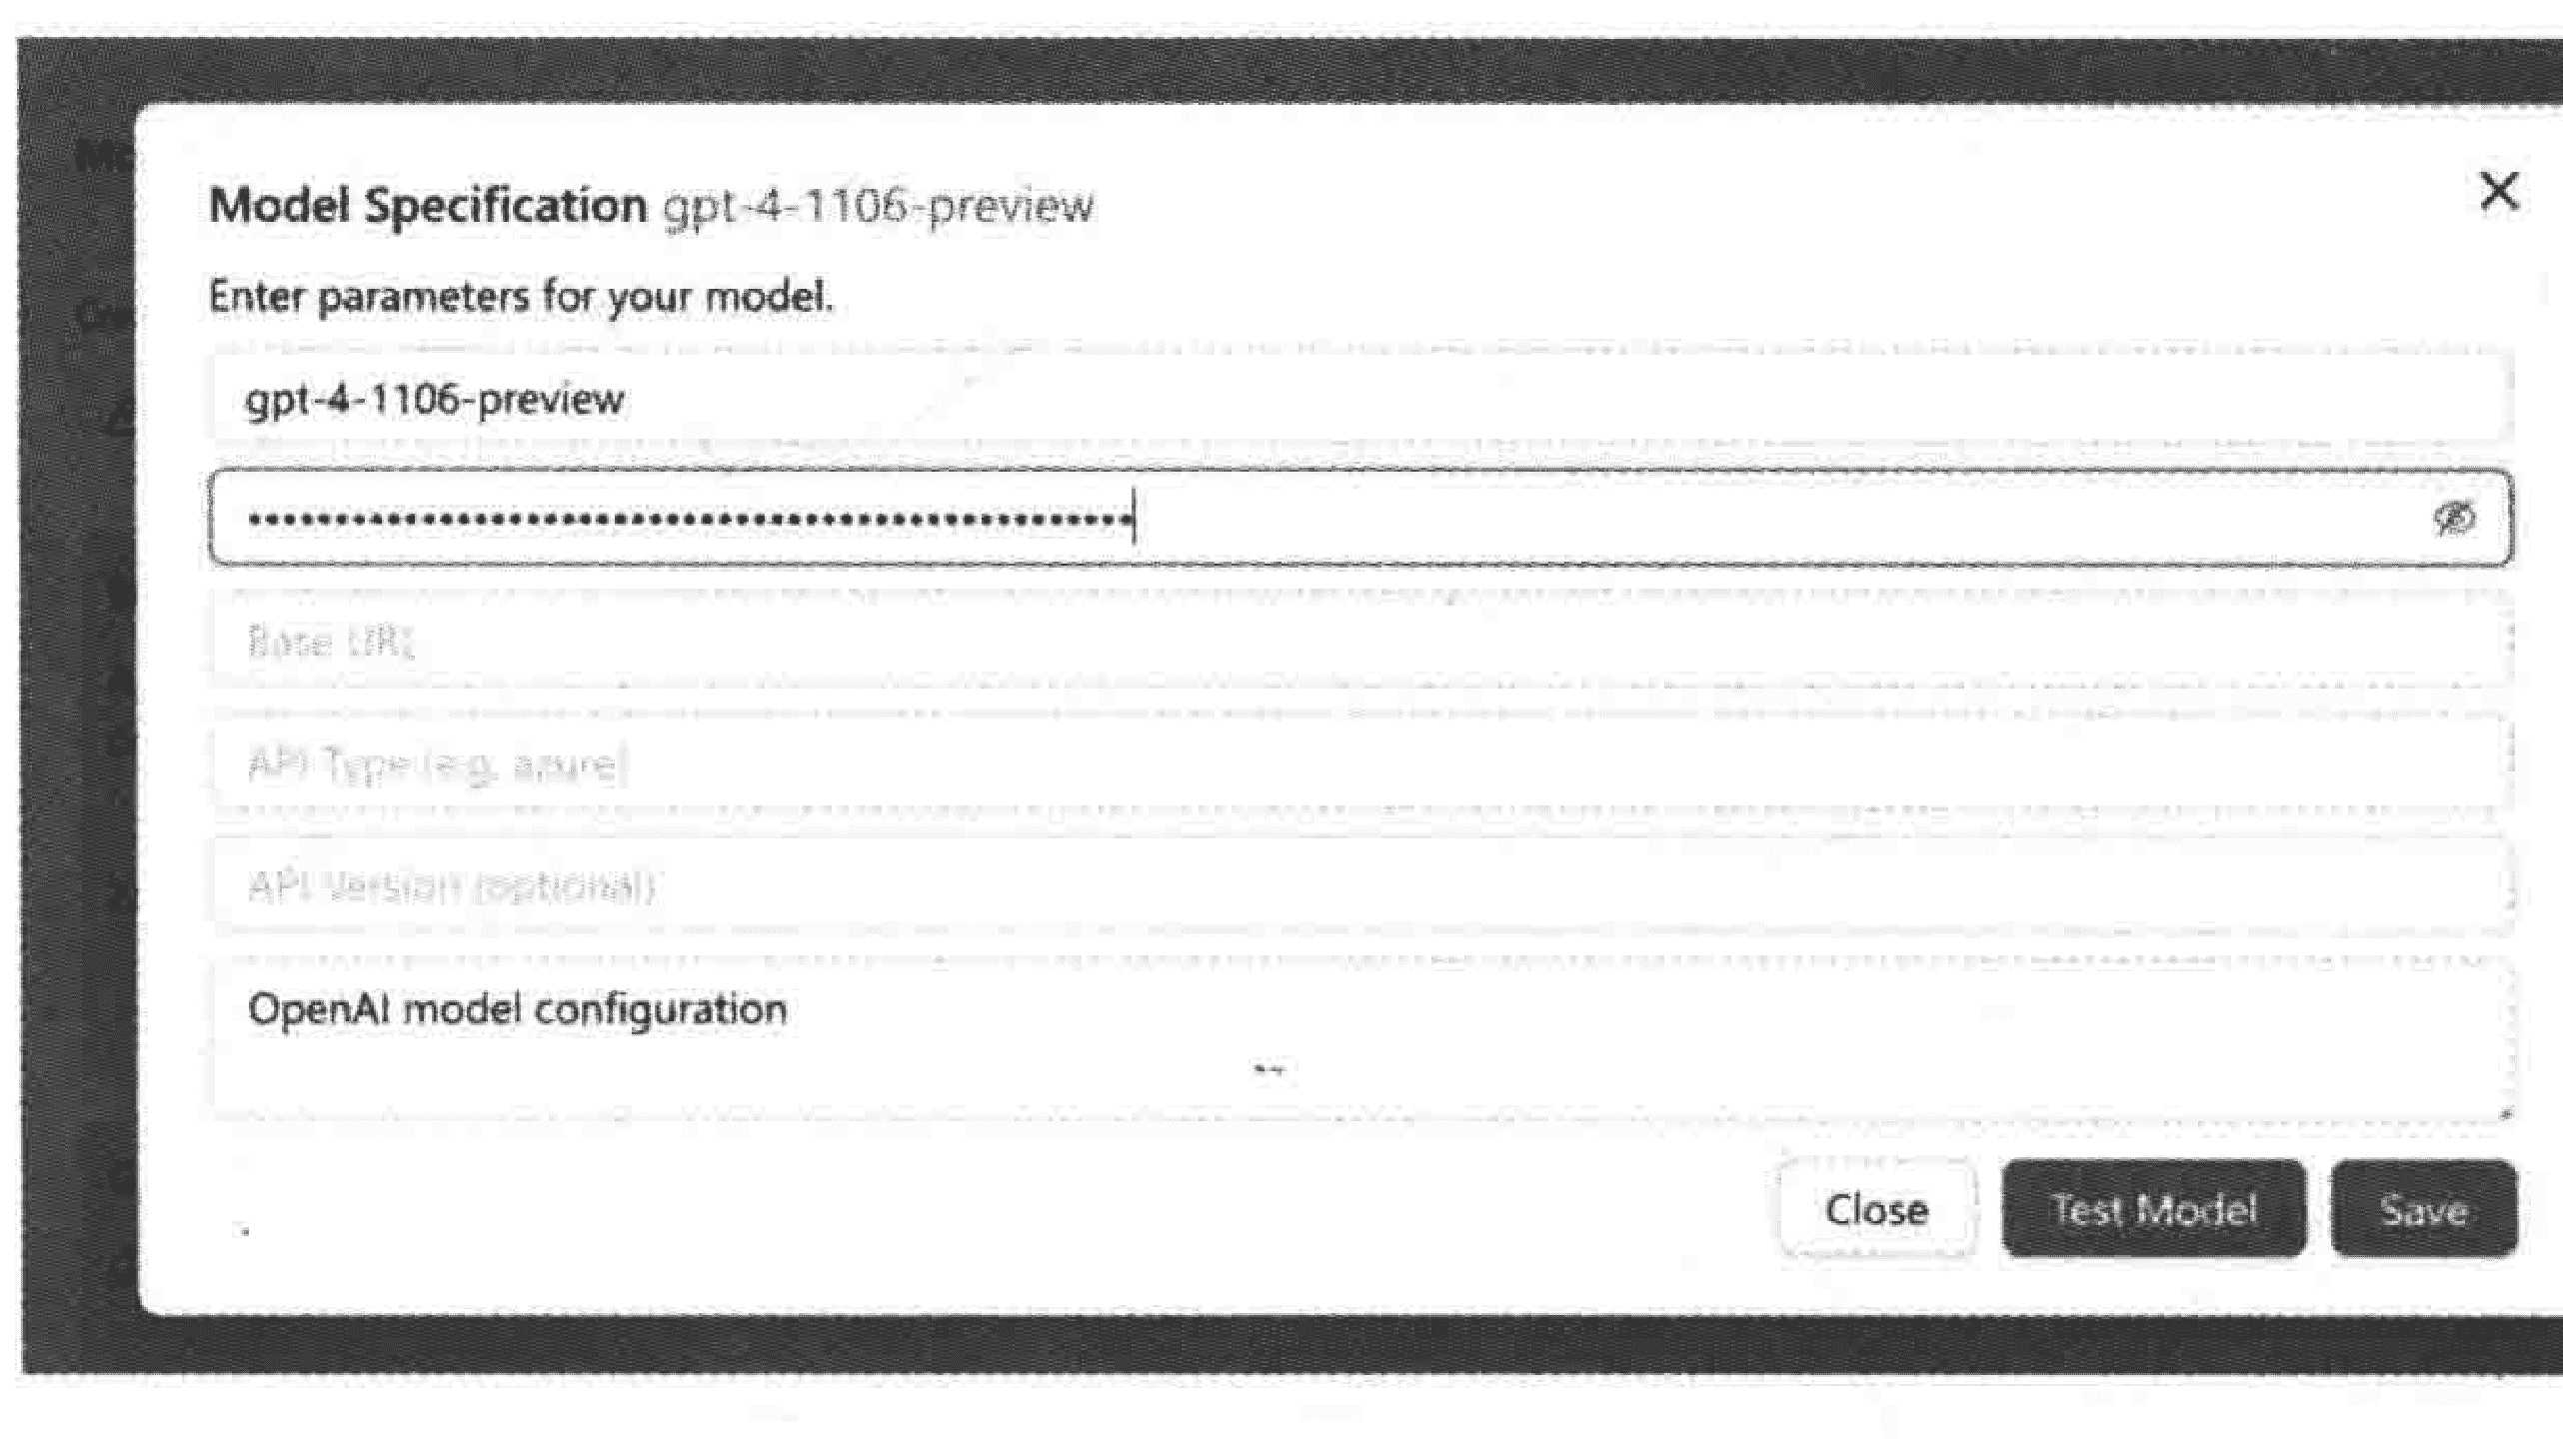 Model Specification gpt-4-1106-preview
Enter parameters for your model.
gpt-4-1106-preview
••••••••••••••••••••••••••••••••••••••••••••••••••••
Base URL
API Type (e.g. azure)
API Version (optional)
OpenAI model configuration
Close Test Model Save